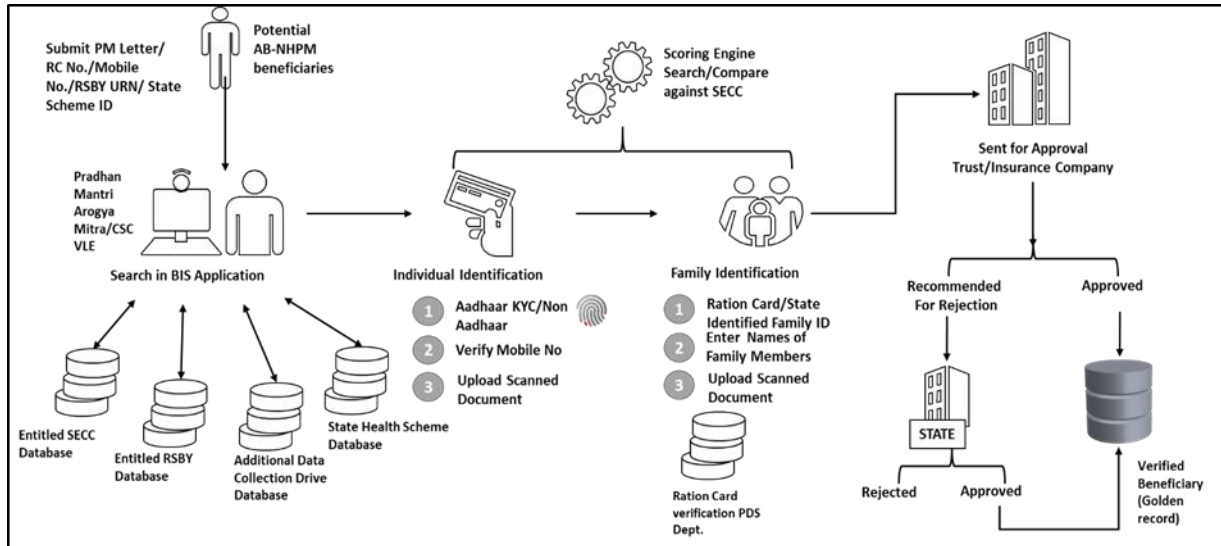 Submit PM Letter/
RC No./Mobile
No./RSBY URN/ State
Scheme ID
Potential
AB-NHPM
beneficiaries
Scoring Engine
Search/Compare
against SECC
Sent for Approval
Trust/Insurance Company
Pradhan
Mantri
Arogya
Mitra/CSC
VLE
Search in BIS Application
Individual Identification
1 Aadhaar KYC/Non
Aadhaar
2 Verify Mobile No
3 Upload Scanned
Document
Family Identification
1 Ration Card/State
Identified Family ID
2 Enter Names of
Family Members
3 Upload Scanned
Document
Recommended
For Rejection
Approved
Entitled SECC
Database
Entitled RSBY
Database
Additional Data
Collection Drive
Database
State Health Scheme
Database
Ration Card
verification PDS
Dept.
STATE
Rejected
Approved
Verified
Beneficiary
(Golden
record)